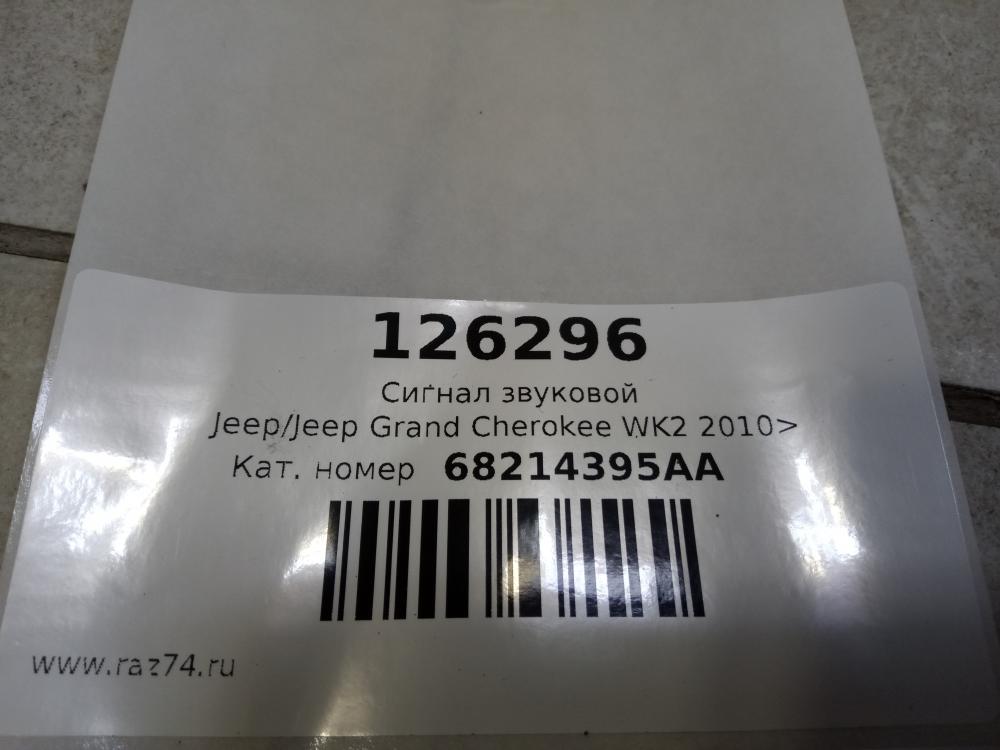 126296
Сигнал звуковой
Jeep/Jeep Grand Cherokee WK2 2010>
Кат. номер 68214395AA
www.raz74.ru